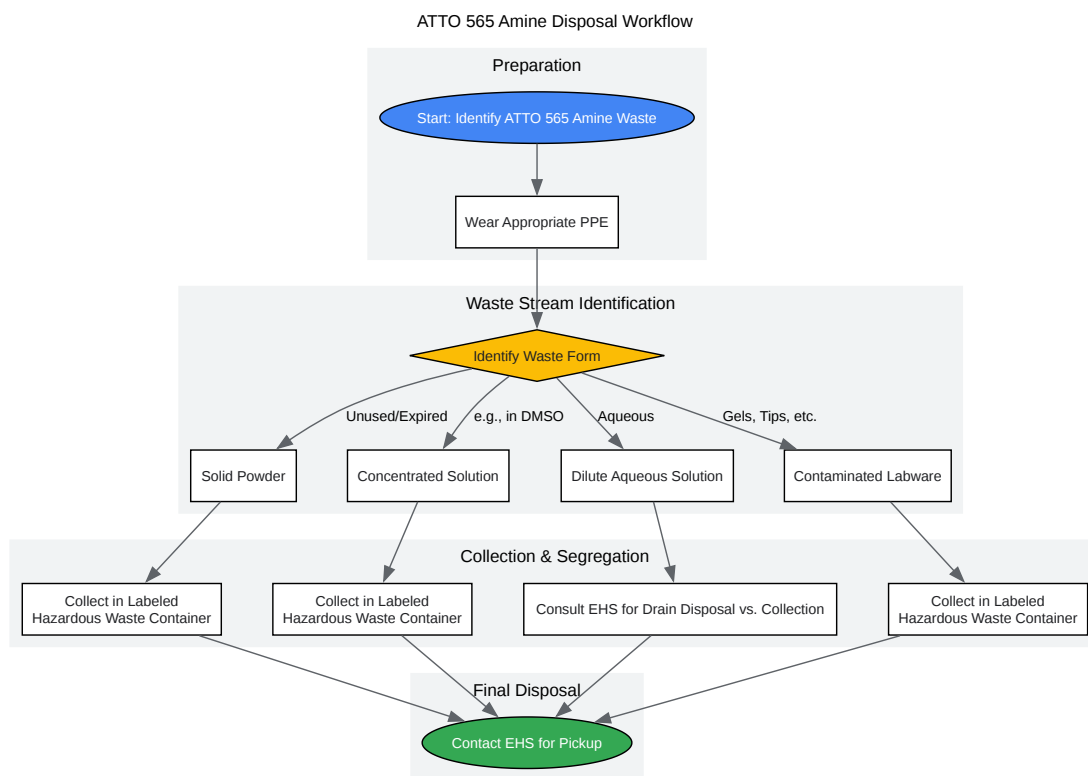 ATTO 565 Amine Disposal Workflow
Preparation
Start: Identify ATTO 565 Amine Waste
Wear Appropriate PPE
Waste Stream Identification
Identify Waste Form
Unused/Expired
e.g., in DMSO
Aqueous
Gels, Tips, etc.
Solid Powder
Concentrated Solution
Dilute Aqueous Solution
Contaminated Labware
Collection & Segregation
Collect in Labeled
Hazardous Waste Container
Collect in Labeled
Hazardous Waste Container
Consult EHS for Drain Disposal vs. Collection
Collect in Labeled
Hazardous Waste Container
Final Disposal
Contact EHS for Pickup